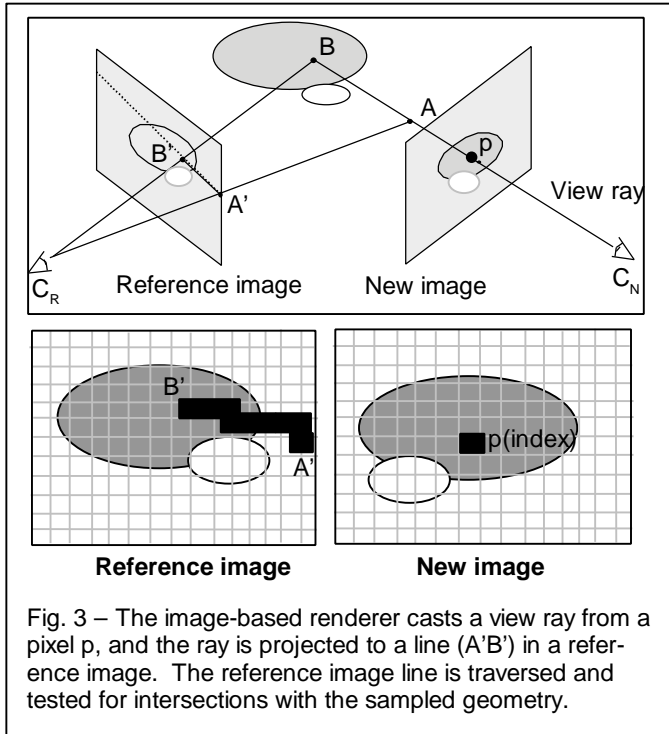 B
A
B'
p
A'
View ray
C_R
Reference image
New image
C_N
B'
p(index)
A'
Reference image
New image
Fig. 3 – The image-based renderer casts a view ray from a
pixel p, and the ray is projected to a line (A'B') in a refer-
ence image. The reference image line is traversed and
tested for intersections with the sampled geometry.